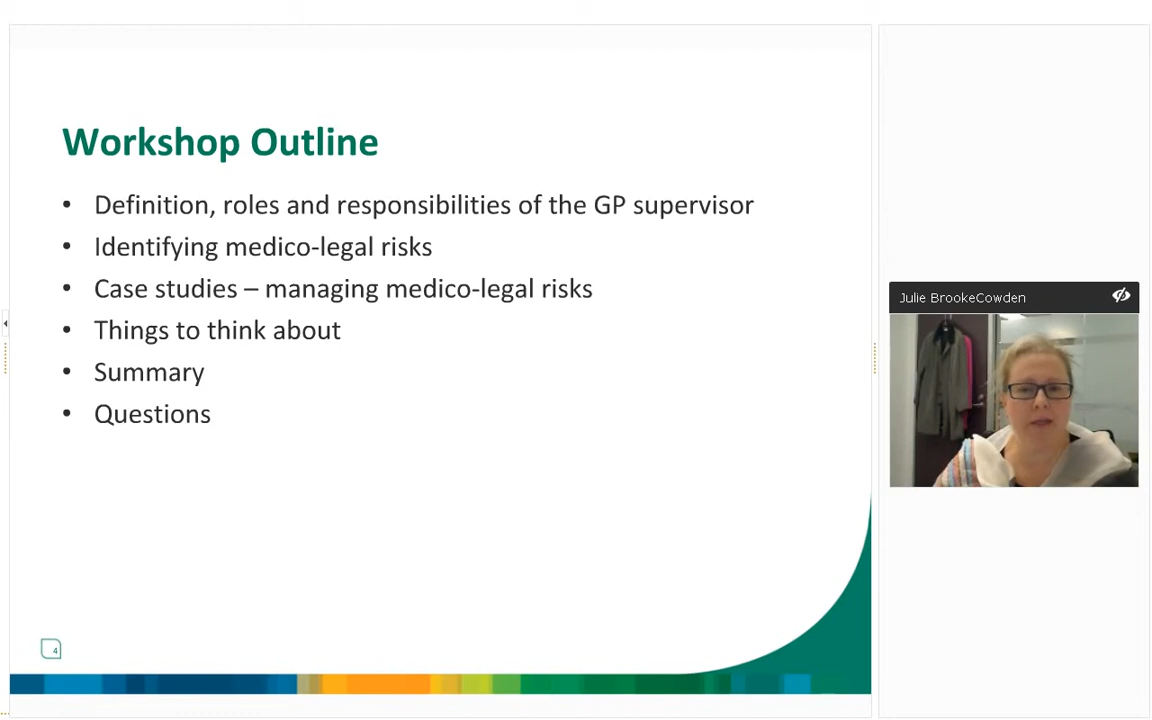 Workshop Outline
• Definition, roles and responsibilities of the GP supervisor
• Identifying medico-legal risks
• Case studies – managing medico-legal risks
• Things to think about
• Summary
• Questions
Julie BrookeCowden
4